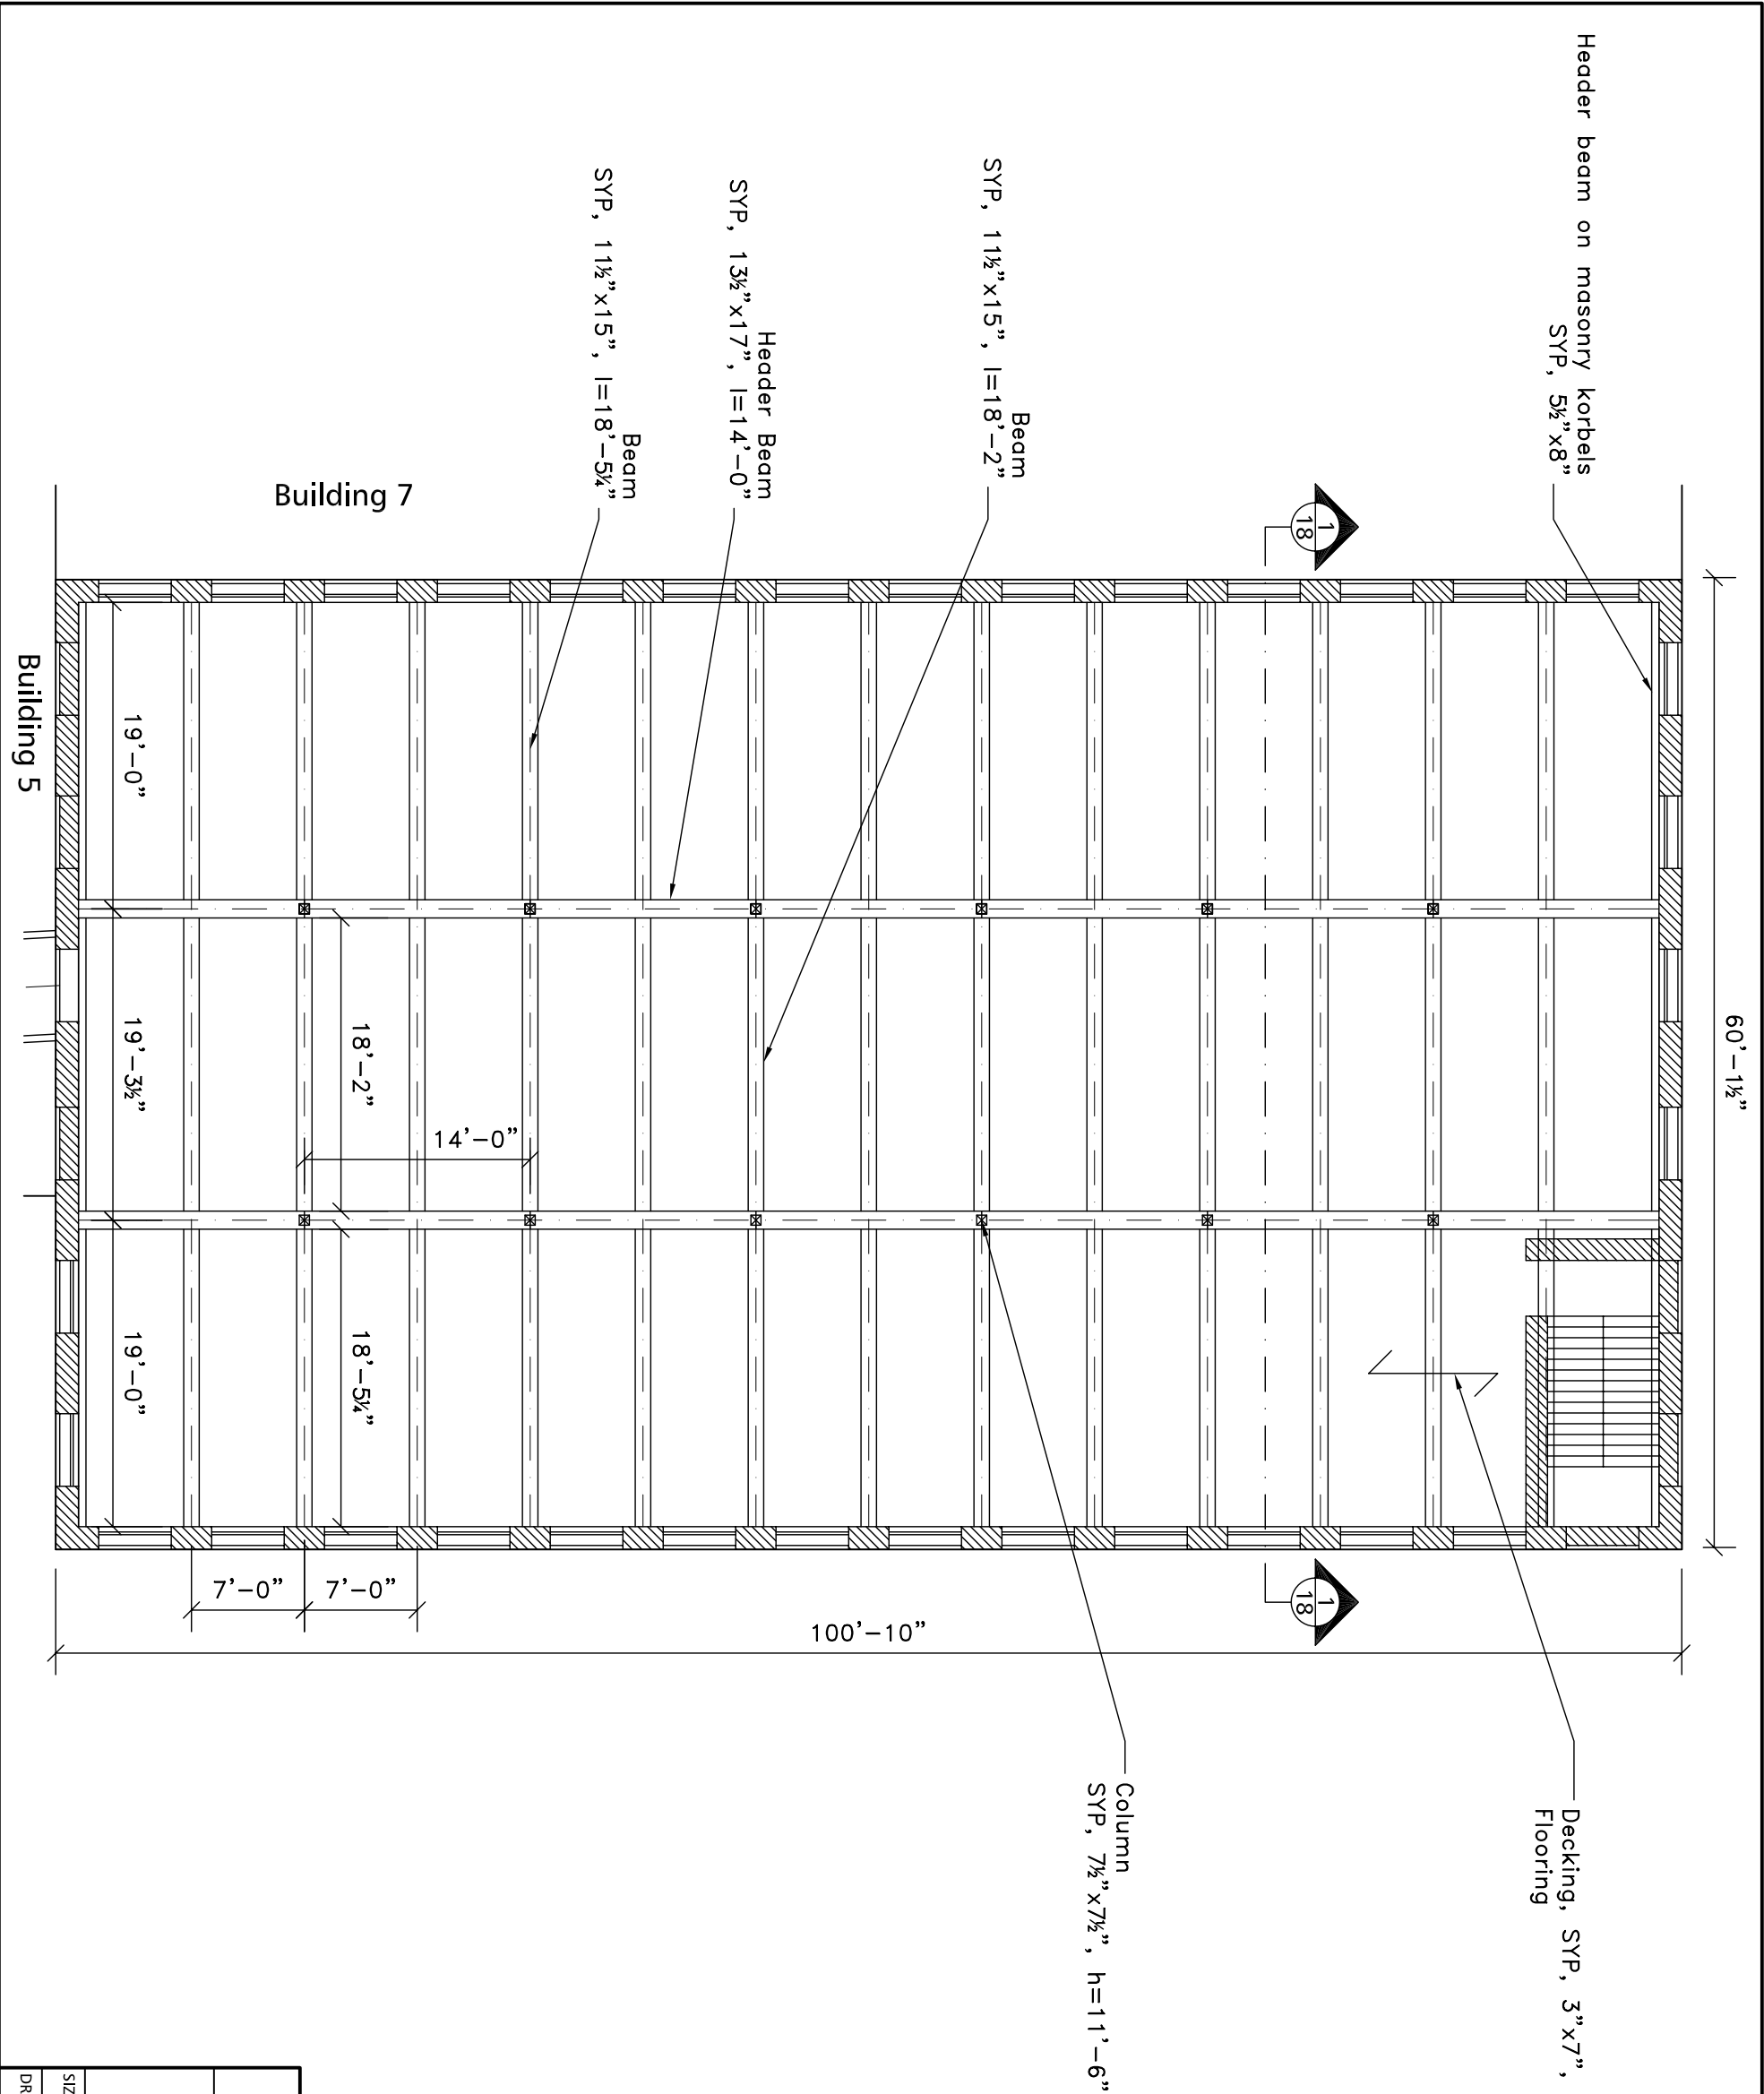 Header beam on masonry korbels
SYP, 5½"x8"
Beam
SYP, 11½"x15", l=18'-2"
Header Beam
SYP, 13½"x17", l=14'-0"
Beam
SYP, 11½"x15", l=18'-5¼"
Building 7
Building 5
1
18
1
18
60'-1½"
19'-0"
19'-3½"
19'-0"
18'-2"
18'-5¼"
14'-0"
7'-0"
7'-0"
100'-10"
Decking, SYP, 3"x7",
Flooring
Column
SYP, 7½"x7½", h=11'-6"
SIZ
DR